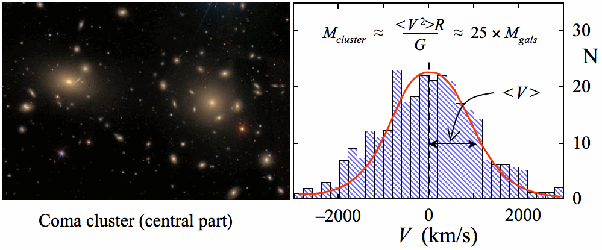 Coma cluster (central part)
M_cluster ≈ <V²>R / G ≈ 25 × M_gals
<V>
N
30
20
10
0
−2000 0 2000
V (km/s)